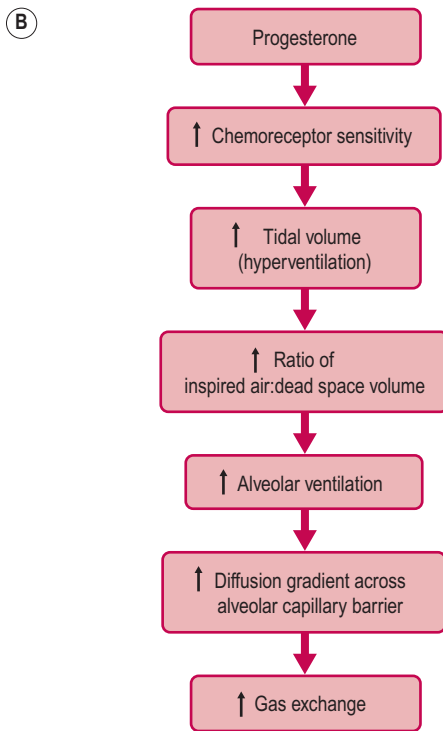 B
Progesterone
↑ Chemoreceptor sensitivity
↑ Tidal volume
(hyperventilation)
↑ Ratio of
inspired air:dead space volume
↑ Alveolar ventilation
↑ Diffusion gradient across
alveolar capillary barrier
↑ Gas exchange